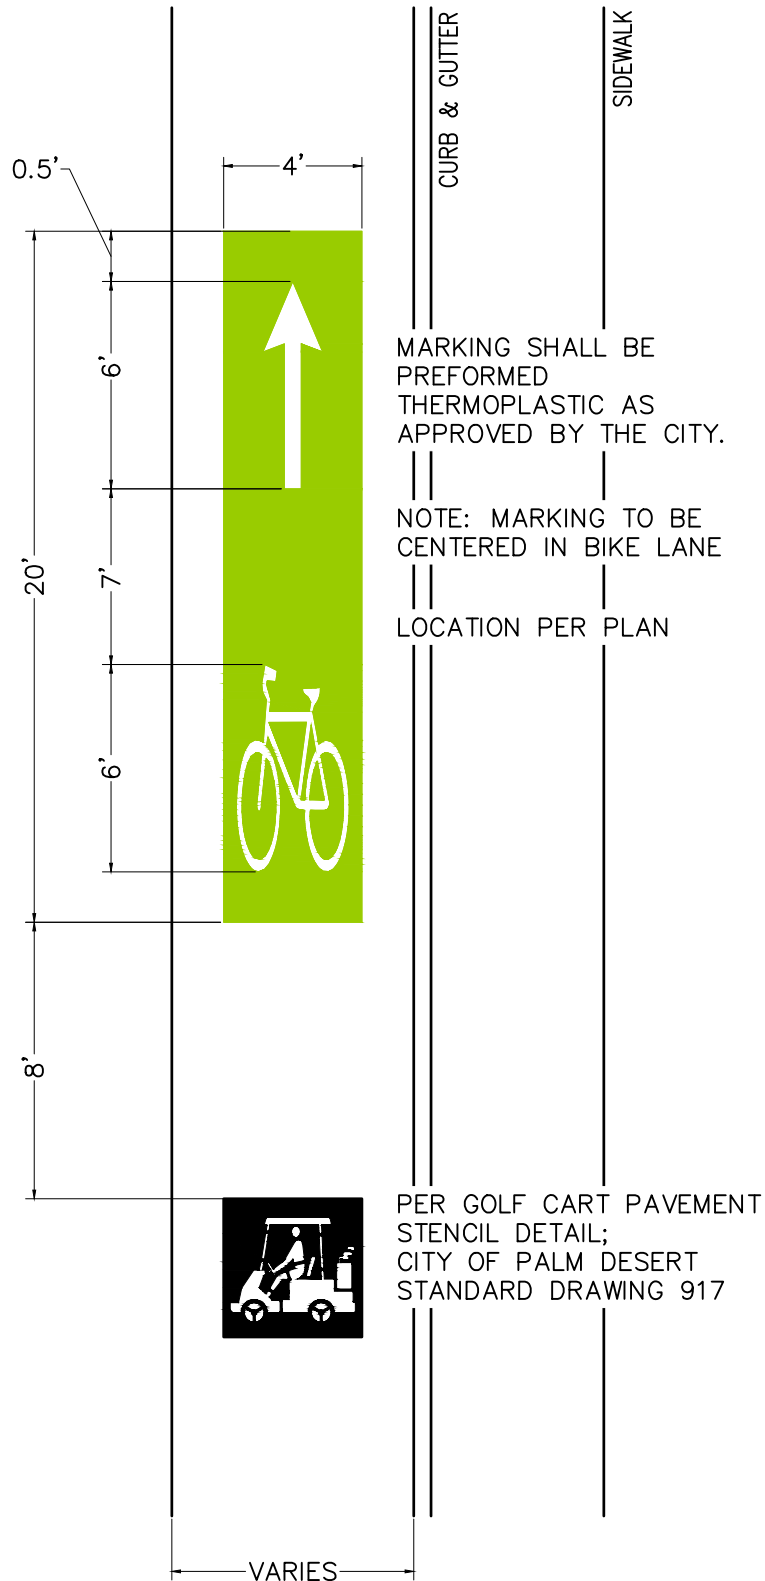 CURB & GUTTER
SIDEWALK
0.5'
4'
6'
MARKING SHALL BE
PREFORMED
THERMOPLASTIC AS
APPROVED BY THE CITY.
NOTE: MARKING TO BE
CENTERED IN BIKE LANE
20'
7'
LOCATION PER PLAN
6'
8'
PER GOLF CART PAVEMENT
STENCIL DETAIL;
CITY OF PALM DESERT
STANDARD DRAWING 917
VARIES